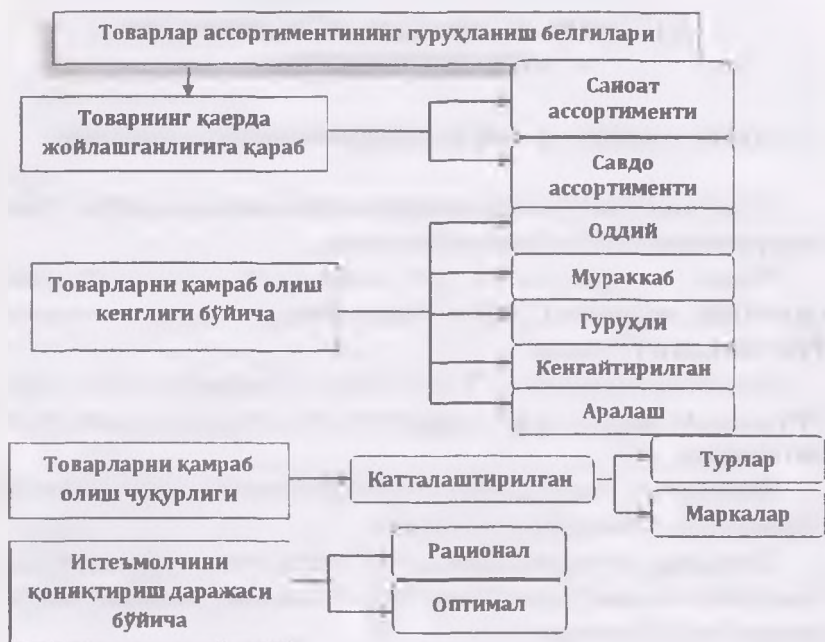 Товарлар ассортиментининг гуруҳланиш белгилари
Товарнинг қаерда
жойлашганлигига қараб
Саноат
ассортименти
Савдо
ассортименти
Товарларни қамраб олиш
кенглиги бўйича
Оддий
Мураккаб
Гуруҳли
Кенгайтирилган
Аралаш
Товарларни қамраб
олиш чуқурлиги
Катталаштирилган
Турлар
Маркалар
Истеъмолчини
қониқтириш даражаси
бўйича
Рационал
Оптимал